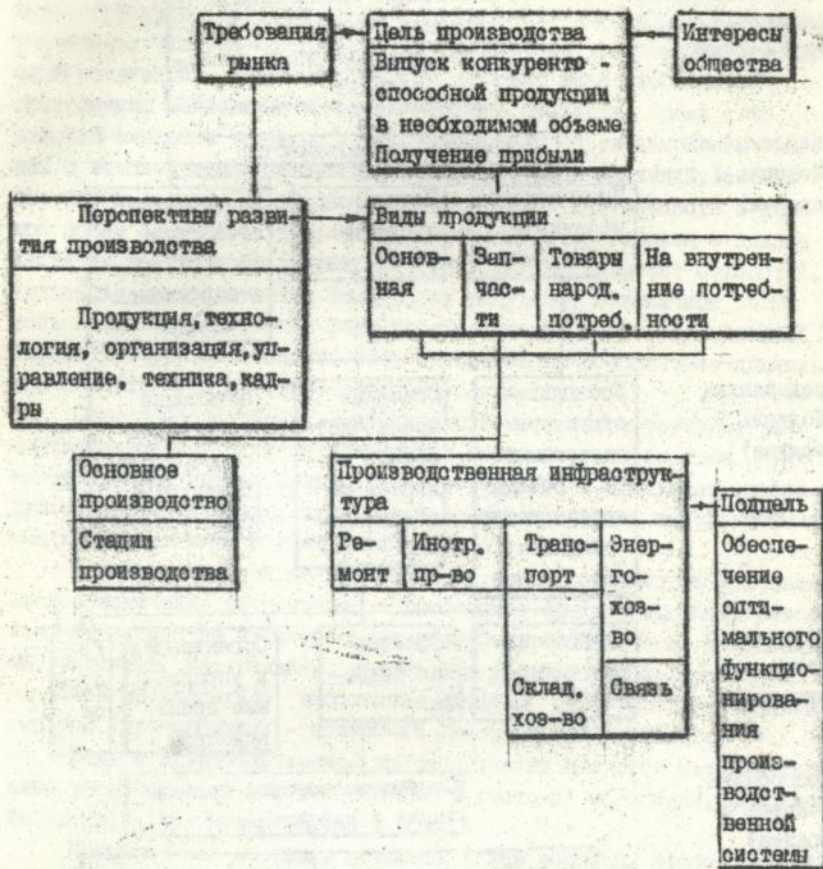 Требования
рынка
Цель производства
Выпуск конкуренто -
способной продукции
в необходимом объеме
Получение прибыли
Интересы
общества
Перспективы разви-
тия производства
Продукция, техно-
логия, организация, уп-
равление, техника, кад-
ры
Виды продукции
Основ-
ная
Зап-
час-
ти
Товары
народ.
потреб.
На внутрен-
ние потреб-
ности
Основное
производство
Стадии
производства
Производственная инфраструк-
тура
Ре-
монт
Инстр.
пр-во
Транс-
порт
Энер-
го-
хоз-
во
Склад.
хоз-во
Связь
Подцель
Обеспе-
чение
опти-
мального
функцио-
нирова-
ния
произ-
водст-
венной
системы